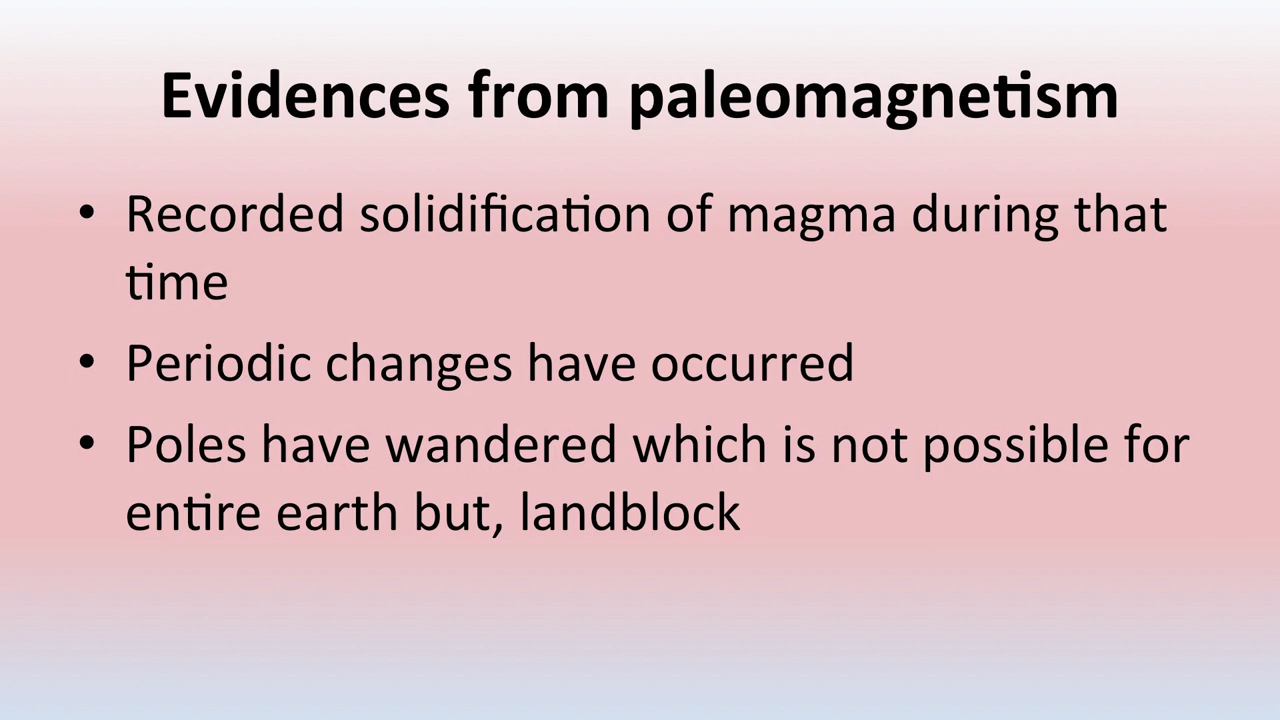 Evidences from paleomagnetism
• Recorded solidification of magma during that
time
• Periodic changes have occurred
• Poles have wandered which is not possible for
entire earth but, landblock